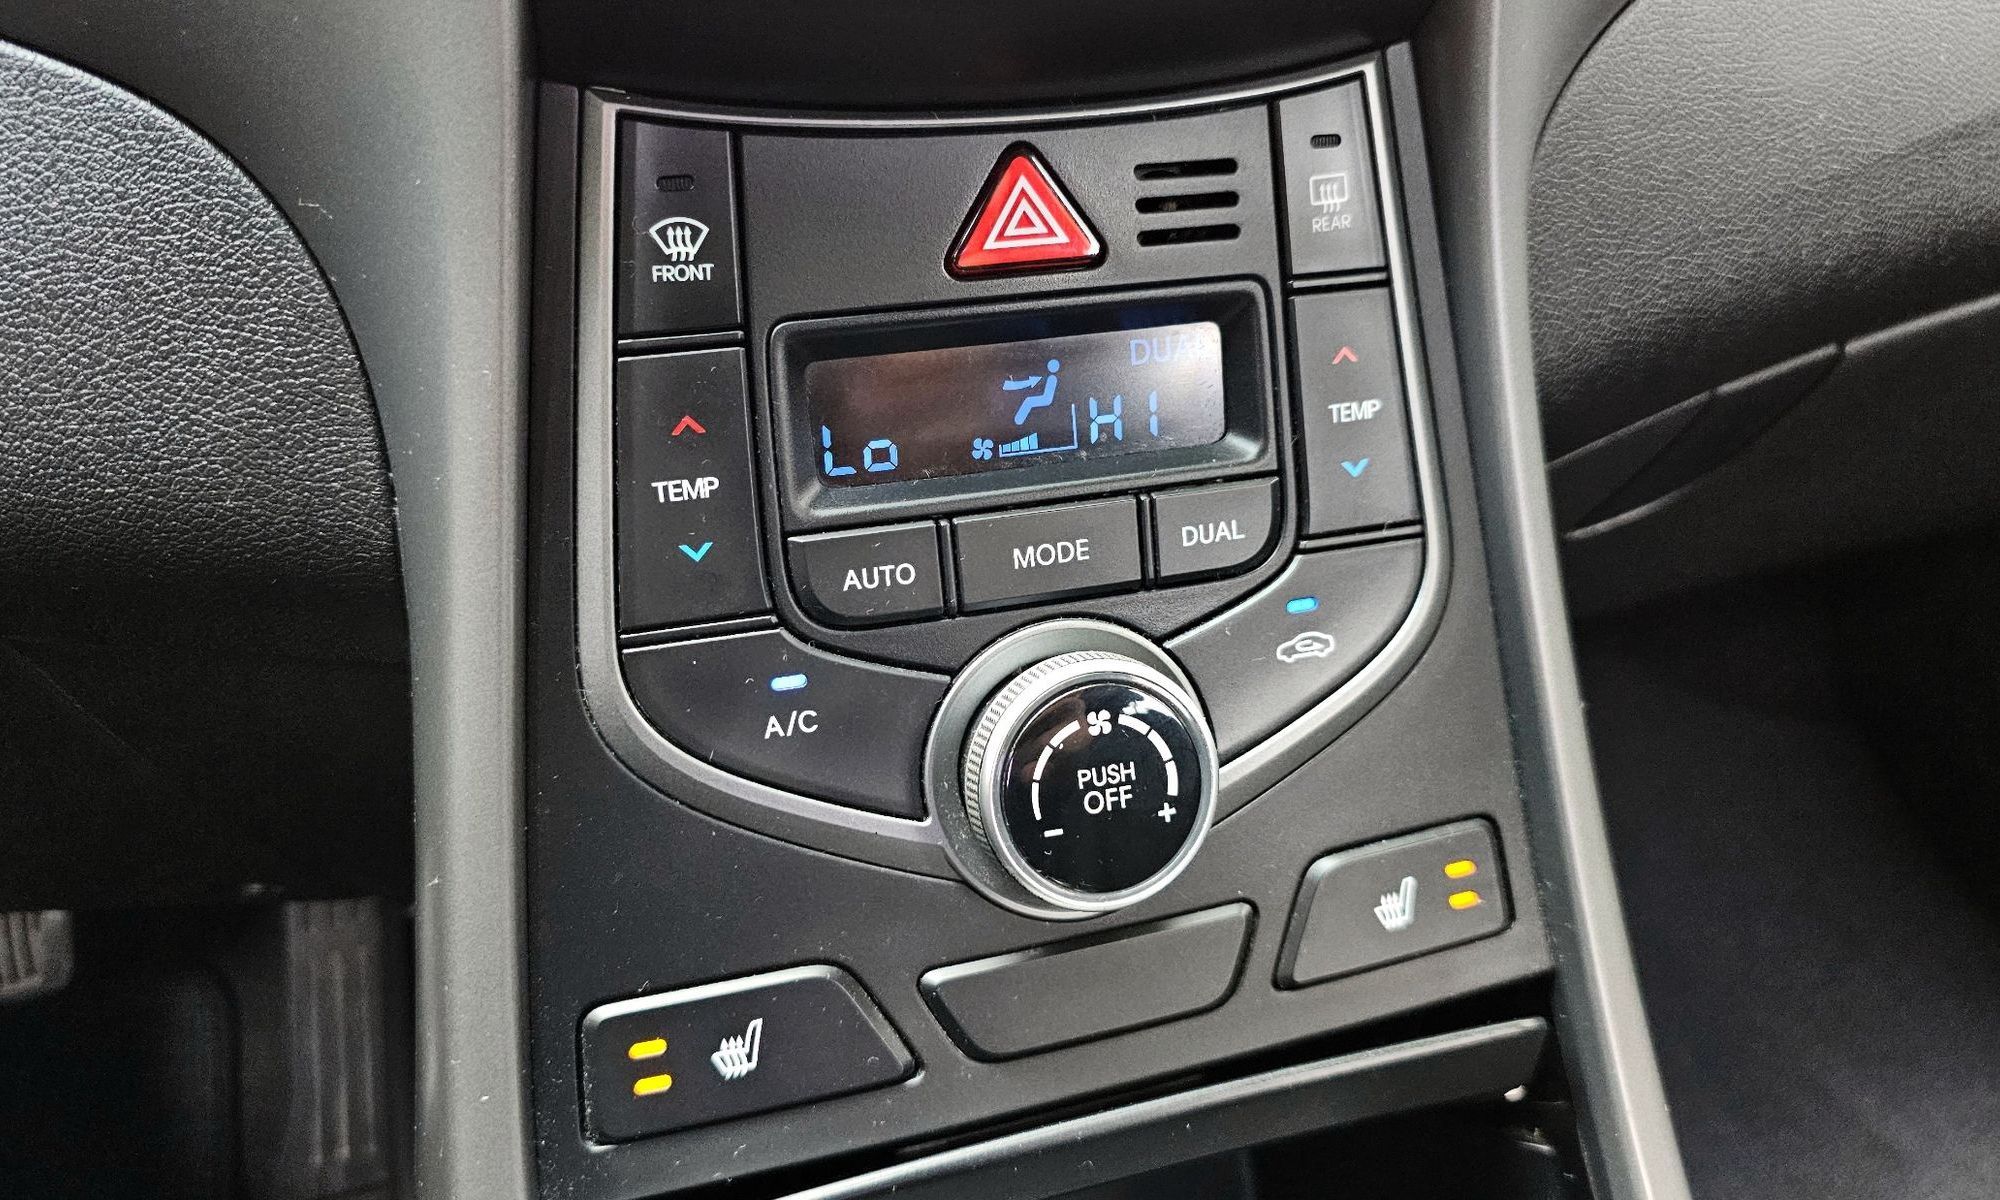 FRONT
REAR
DUAL
Lo
HI
TEMP
TEMP
AUTO
MODE
DUAL
A/C
PUSH
OFF
- +